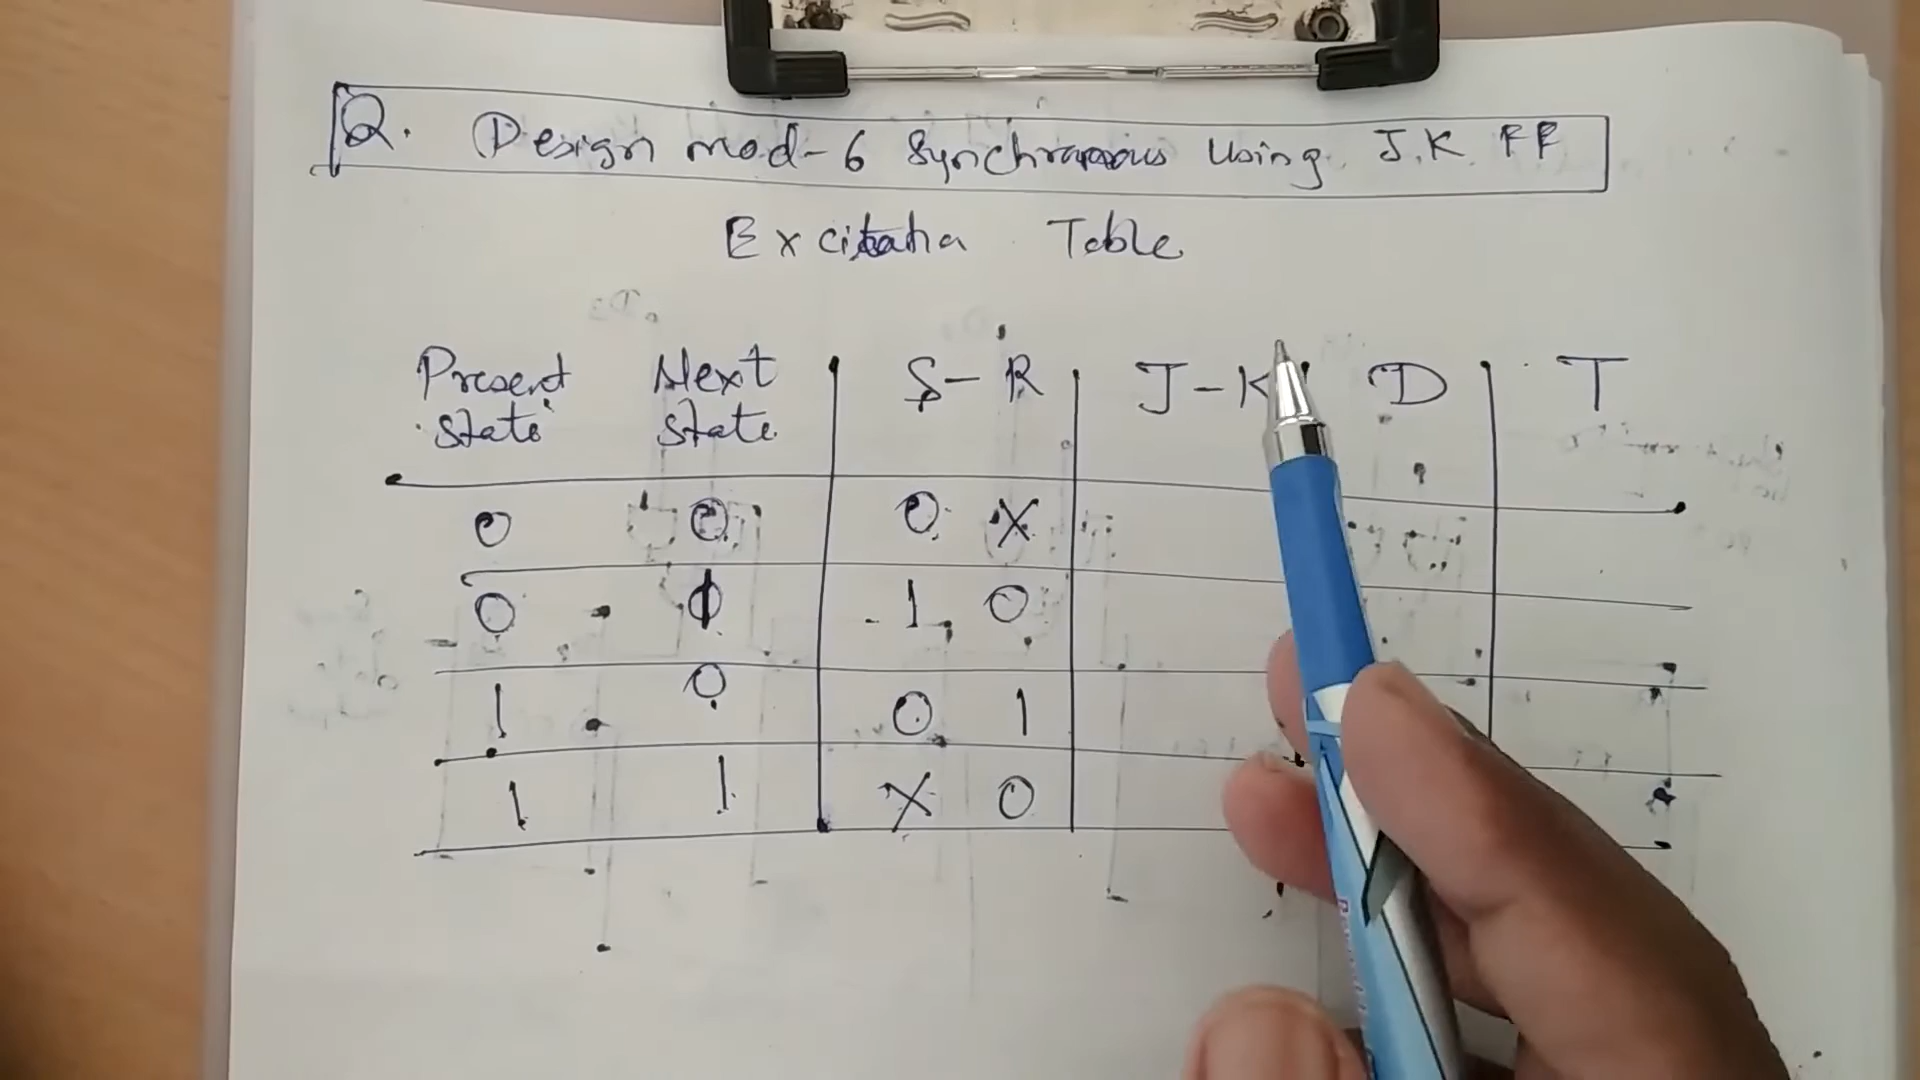 Q. Design mod-6 Synchronous Using J.K. FF
Excitation Table
Present state Next state S-R J-K D T
0 0 0 X
0 1 1 0
1 0 0 1
1 1 X 0